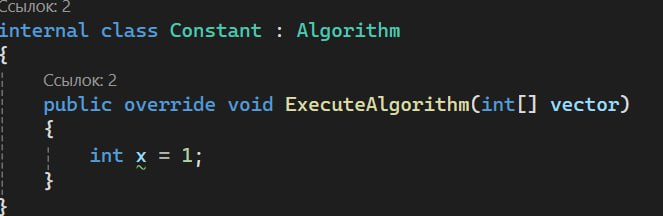 Ссылок: 2
internal class Constant : Algorithm
{
Ссылок: 2
public override void ExecuteAlgorithm(int[] vector)
{
int x = 1;
}
}